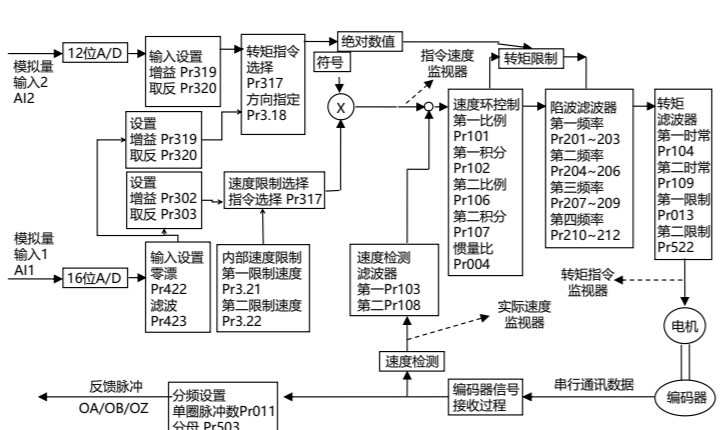 12位A/D
模拟量
输入2
AI2
输入设置
增益 Pr319
取反 Pr320
转矩指令
选择
Pr317
方向指定
Pr3.18
绝对数值
符号
X
指令速度
监视器
转矩限制
设置
增益 Pr319
取反 Pr320
设置
增益 Pr302
取反 Pr303
速度限制选择
指令选择 Pr317
速度环控制
第一比例
Pr101
第一积分
Pr102
第二比例
Pr106
第二积分
Pr107
惯量比
Pr004
陷波滤波器
第一频率
Pr201~203
第二频率
Pr204~206
第三频率
Pr207~209
第四频率
Pr210~212
转矩
滤波器
第一时常
Pr104
第二时常
Pr109
第一限制
Pr013
第二限制
Pr522
模拟量
输入1
AI1
16位A/D
输入设置
零漂
Pr422
滤波
Pr423
内部速度限制
第一限制速度
Pr3.21
第二限制速度
Pr3.22
速度检测
滤波器
第一Pr103
第二Pr108
实际速度
监视器
转矩指令
监视器
电机
速度检测
反馈脉冲
OA/OB/OZ
分频设置
单圈脉冲数Pr011
分母 Pr503
编码器信号
接收过程
串行通讯数据
编码器